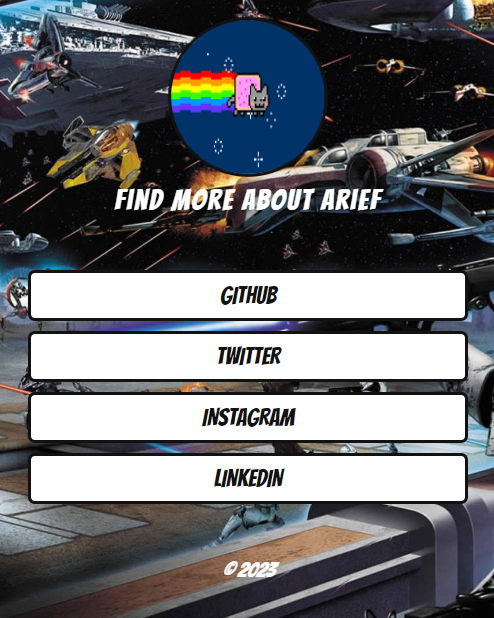 FIND MORE ABOUT ARIEF
GITHUB
TWITTER
INSTAGRAM
LINKEDIN
© 2023